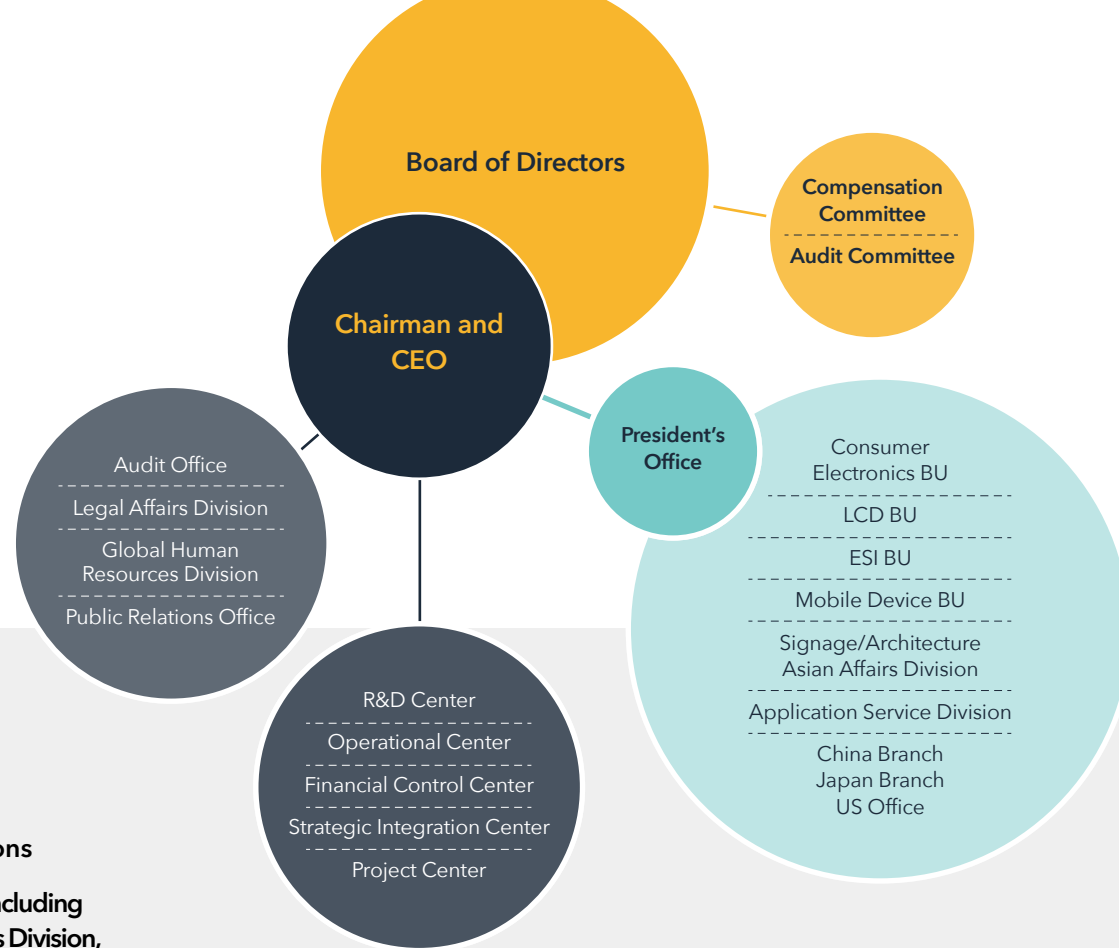 Board of Directors
Compensation
Committee
Audit Committee
Chairman and
CEO
President's
Office
Audit Office
Legal Affairs Division
Global Human
Resources Division
Public Relations Office
Consumer
Electronics BU
LCD BU
ESI BU
Mobile Device BU
Signage/Architecture
Asian Affairs Division
Application Service Division
China Branch
Japan Branch
US Office
R&D Center
Operational Center
Financial Control Center
Strategic Integration Center
Project Center
Division,